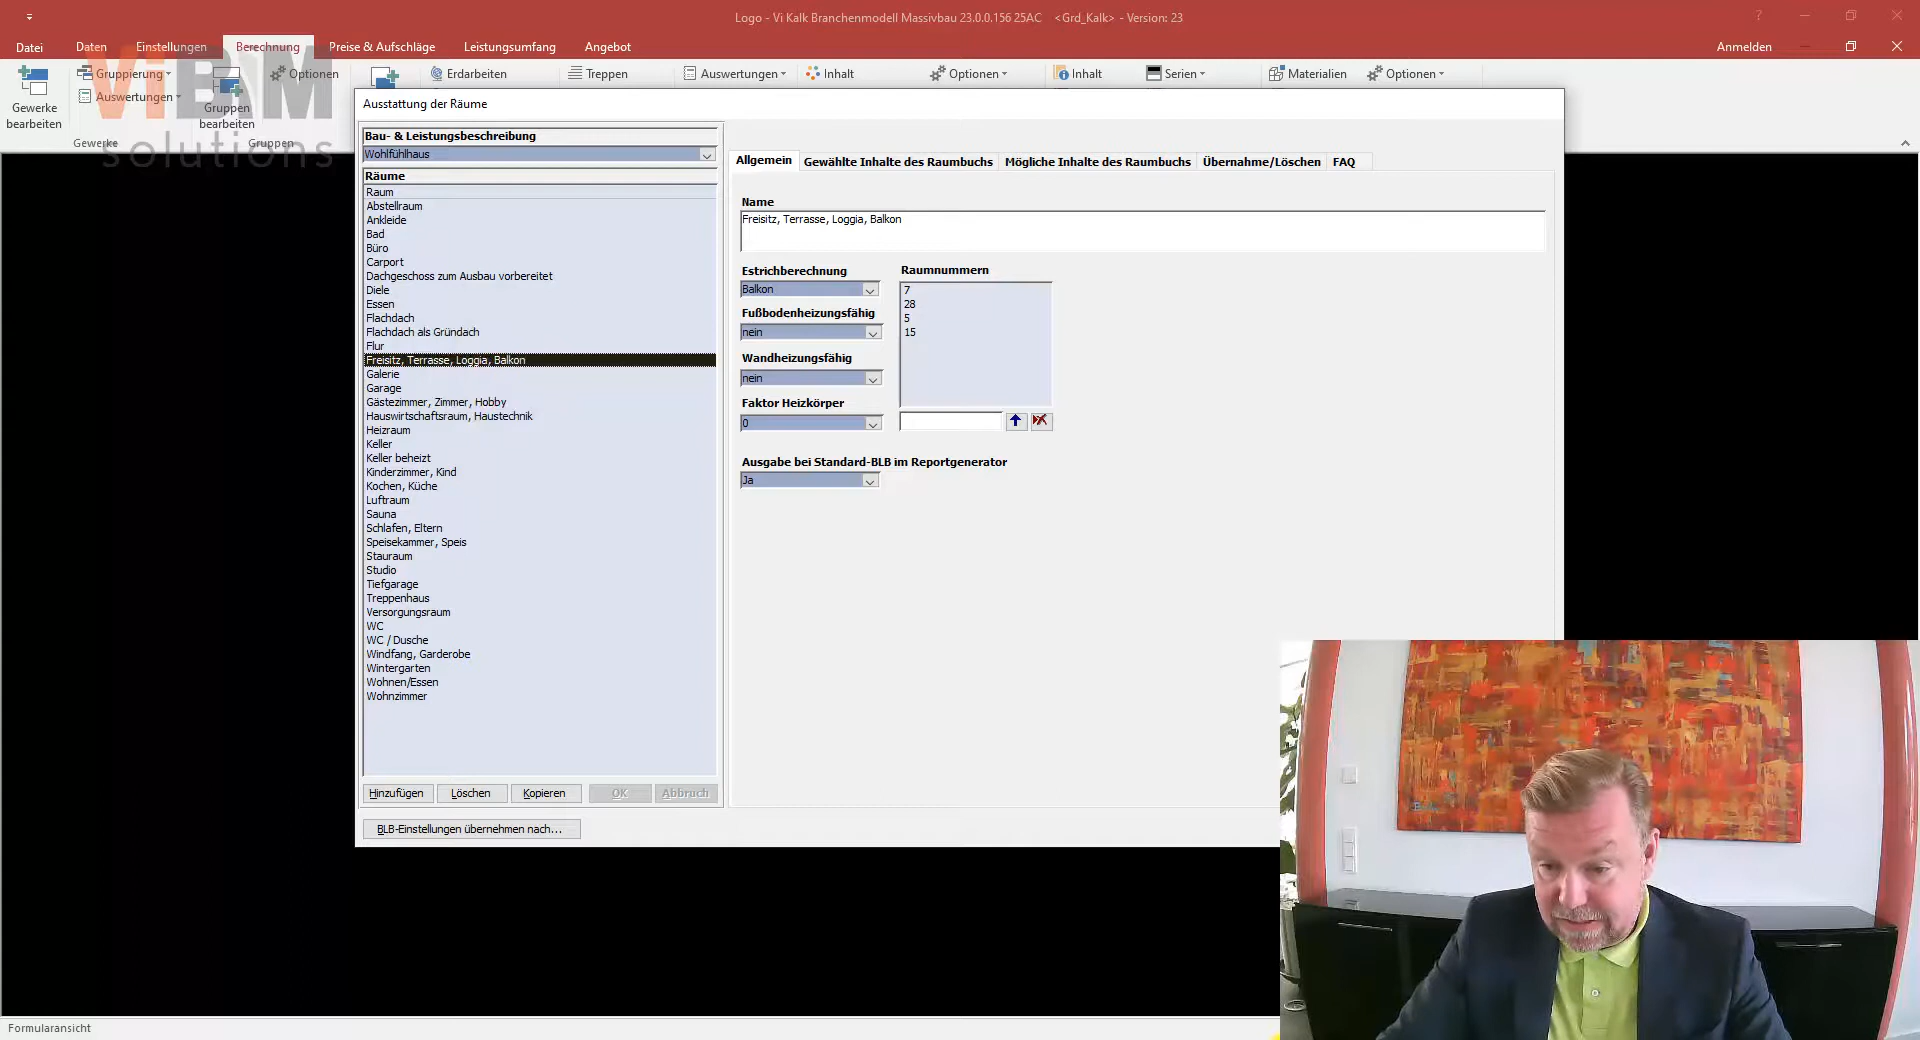 Logo - Vi Kalk Branchenmodell Massivbau 23.0.0.156 25AC <Grd_Kalk> - Version: 23
Datei Daten Einstellungen Berechnung Preise & Aufschläge Leistungsumfang Angebot Anmelden
Gruppierung Optionen Erdarbeiten Treppen Auswertungen Inhalt Optionen Inhalt Serien Materialien Optionen
Auswertungen
Gewerke bearbeiten
Gruppen bearbeiten
Gewerke Gruppen
ViBIM
solutions
Ausstattung der Räume
Bau- & Leistungsbeschreibung
Wohlfühlhaus
Räume
Raum
Abstellraum
Ankleide
Bad
Büro
Carport
Dachgeschoss zum Ausbau vorbereitet
Diele
Essen
Flachdach
Flachdach als Gründach
Flur
Freisitz, Terrasse, Loggia, Balkon
Galerie
Garage
Gästezimmer, Zimmer, Hobby
Hauswirtschaftsraum, Haustechnik
Heizraum
Keller
Keller beheizt
Kinderzimmer, Kind
Kochen, Küche
Luftraum
Sauna
Schlafen, Eltern
Speisekammer, Speis
Stauraum
Studio
Tiefgarage
Treppenhaus
Versorgungsraum
WC
WC / Dusche
Windfang, Garderobe
Wintergarten
Wohnen/Essen
Wohnzimmer
Hinzufügen Löschen Kopieren OK Abbruch
BLB-Einstellungen übernehmen nach...
Allgemein Gewählte Inhalte des Raumbuchs Mögliche Inhalte des Raumbuchs Übernahme/Löschen FAQ
Name
Freisitz, Terrasse, Loggia, Balkon
Estrichberechnung
Balkon
Fußbodenheizungsfähig
nein
Wandheizungsfähig
nein
Faktor Heizkörper
0
Raumnummern
7
28
5
15
Ausgabe bei Standard-BLB im Reportgenerator
Ja
Formularansicht